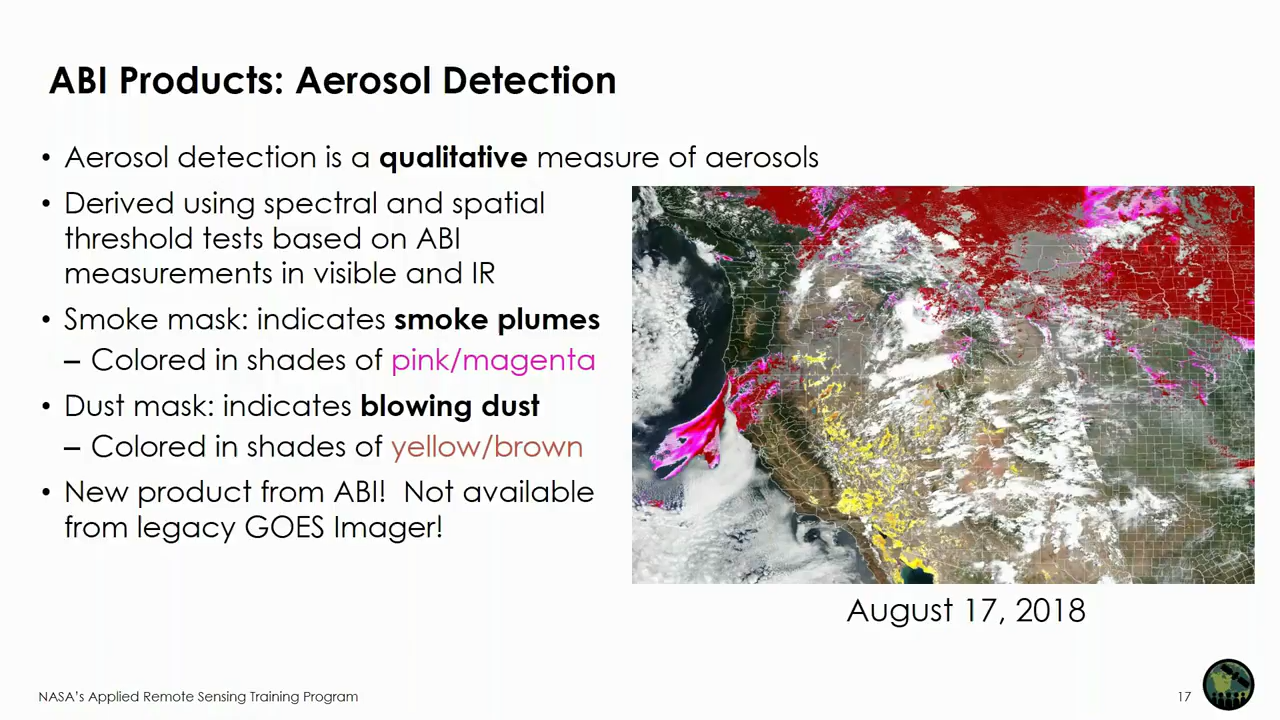 ABI Products: Aerosol Detection
• Aerosol detection is a qualitative measure of aerosols
• Derived using spectral and spatial
threshold tests based on ABI
measurements in visible and IR
• Smoke mask: indicates smoke plumes
– Colored in shades of pink/magenta
• Dust mask: indicates blowing dust
– Colored in shades of yellow/brown
• New product from ABI! Not available
from legacy GOES Imager!
August 17, 2018
NASA's Applied Remote Sensing Training Program
17